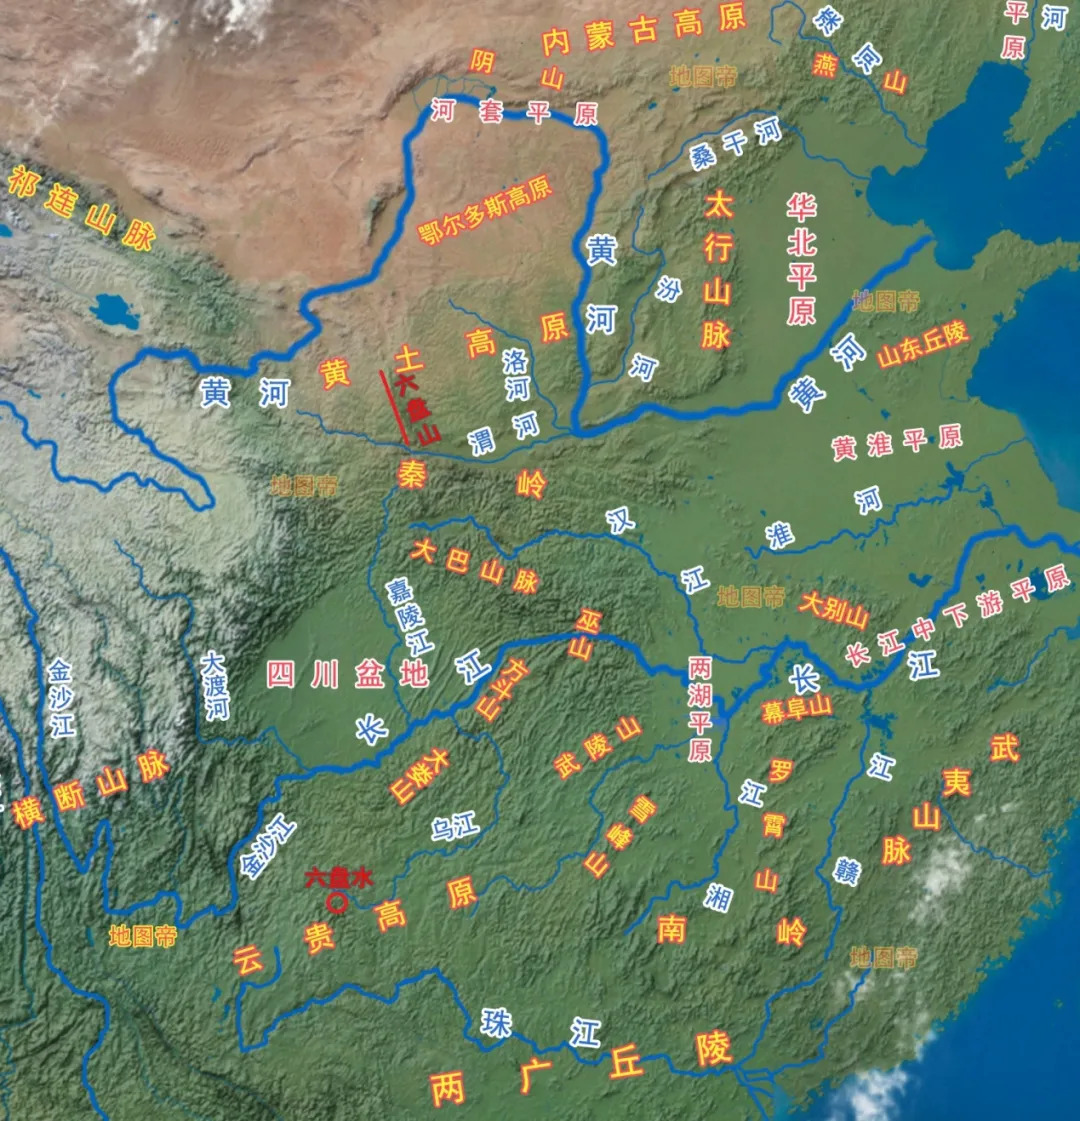 内蒙古高原
阴山
河套平原
地图帝
滦河
燕山
平原
河
祁连山脉
鄂尔多斯高原
桑干河
太行山脉
华北平原
黄河
汾河
地图帝
山东丘陵
黄河
黄河
黄土高原
洛河
六盘山
渭河
秦岭
地图帝
黄淮平原
淮河
汉江
大巴山脉
嘉陵江
巫山
地图帝
大别山
长江中下游平原
金沙江
大渡河
四川盆地
长江
方斗山
两湖平原
长江
幕阜山
横断山脉
大娄山
武陵山
罗霄山
武夷山脉
金沙江
乌江
雪峰山
湘江
赣江
六盘水
地图帝
云贵高原
南岭
地图帝
珠江
两广丘陵